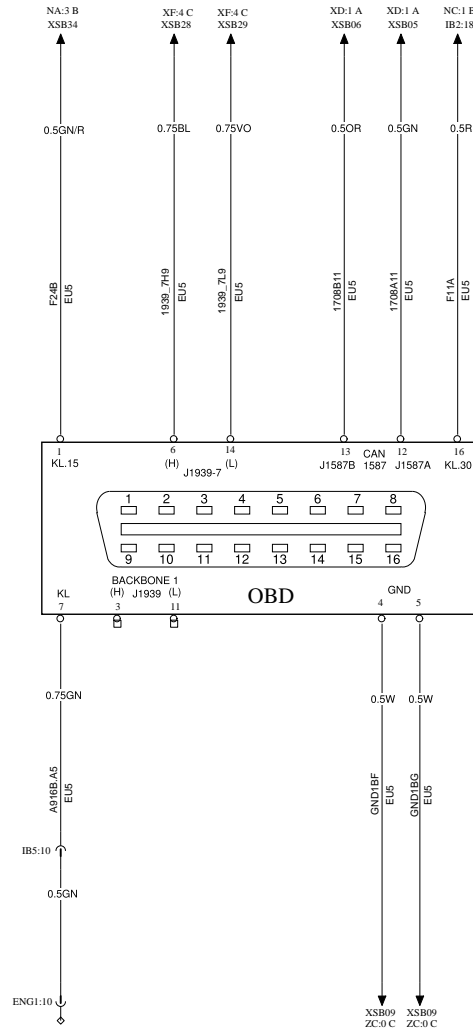 NA:3 B XF:4 C XF:4 C XD:1 A XD:1 A NC:1 E
XSB34 XSB28 XSB29 XSB06 XSB05 IB2:18
0.5GN/R 0.75BL 0.75VO 0.5OR 0.5GN 0.5R
F24B EU5
1939_7H9 EU5
1939_7L9 EU5
1708B11 EU5
1708A11 EU5
F11A EU5
1 6 14 13 CAN 12 16
KL.15 (H) (L) J1587B 1587 J1587A KL.30
J1939-7
1 2 3 4 5 6 7 8
9 10 11 12 13 14 15 16
BACKBONE 1
KL (H) J1939 (L) OBD GND
7 3 11 4 5
0.75GN 0.5W 0.5W
A916B.A5 EU5
GND1BF EU5
GND1BG EU5
IB5:10
0.5GN
ENG1:10
XSB09 XSB09
ZC:0 C ZC:0 C